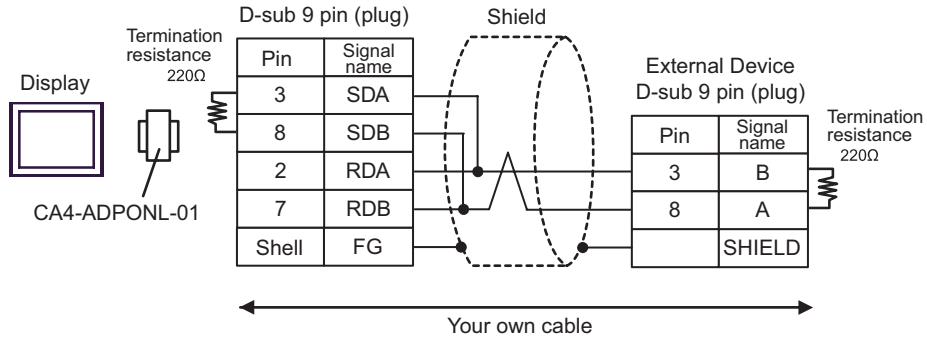 D-sub 9 pin (plug)
Shield
Termination
resistance
220Ω
Display
CA4-ADPONL-01
Pin
Signal
name
3
SDA
8
SDB
2
RDA
7
RDB
Shell
FG
External Device
D-sub 9 pin (plug)
Pin
Signal
name
3
B
8
A
SHIELD
Termination
resistance
220Ω
Your own cable